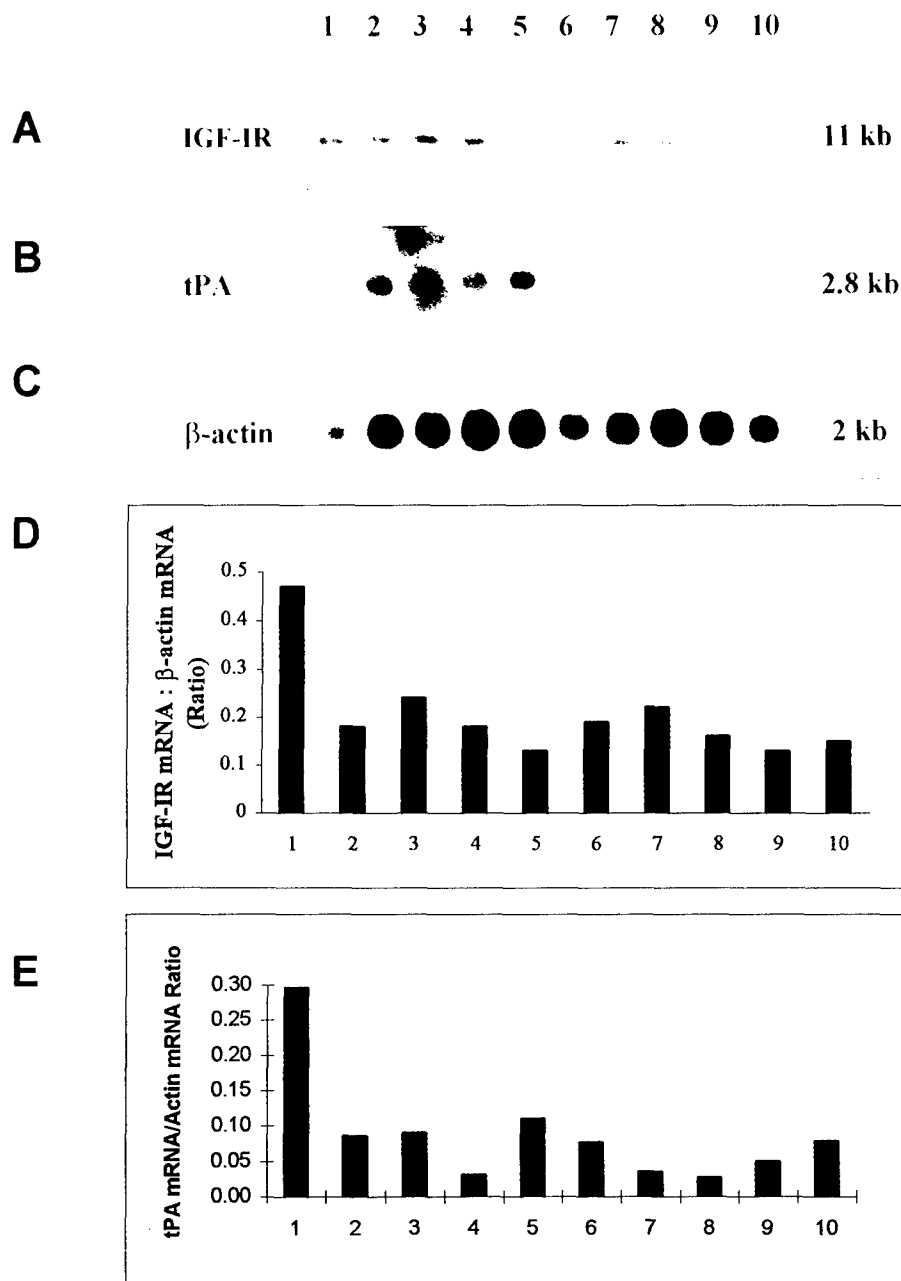 1 2 3 4 5 6 7 8 9 10
A
IGF-IR 11 kb
B
tPA 2.8 kb
C
β-actin 2 kb
D
IGF-IR mRNA : β-actin mRNA
(Ratio)
0.5
0.4
0.3
0.2
0.1
0
1 2 3 4 5 6 7 8 9 10
E
tPA mRNA/Actin mRNA Ratio
0.30
0.25
0.20
0.15
0.10
0.05
0.00
1 2 3 4 5 6 7 8 9 10